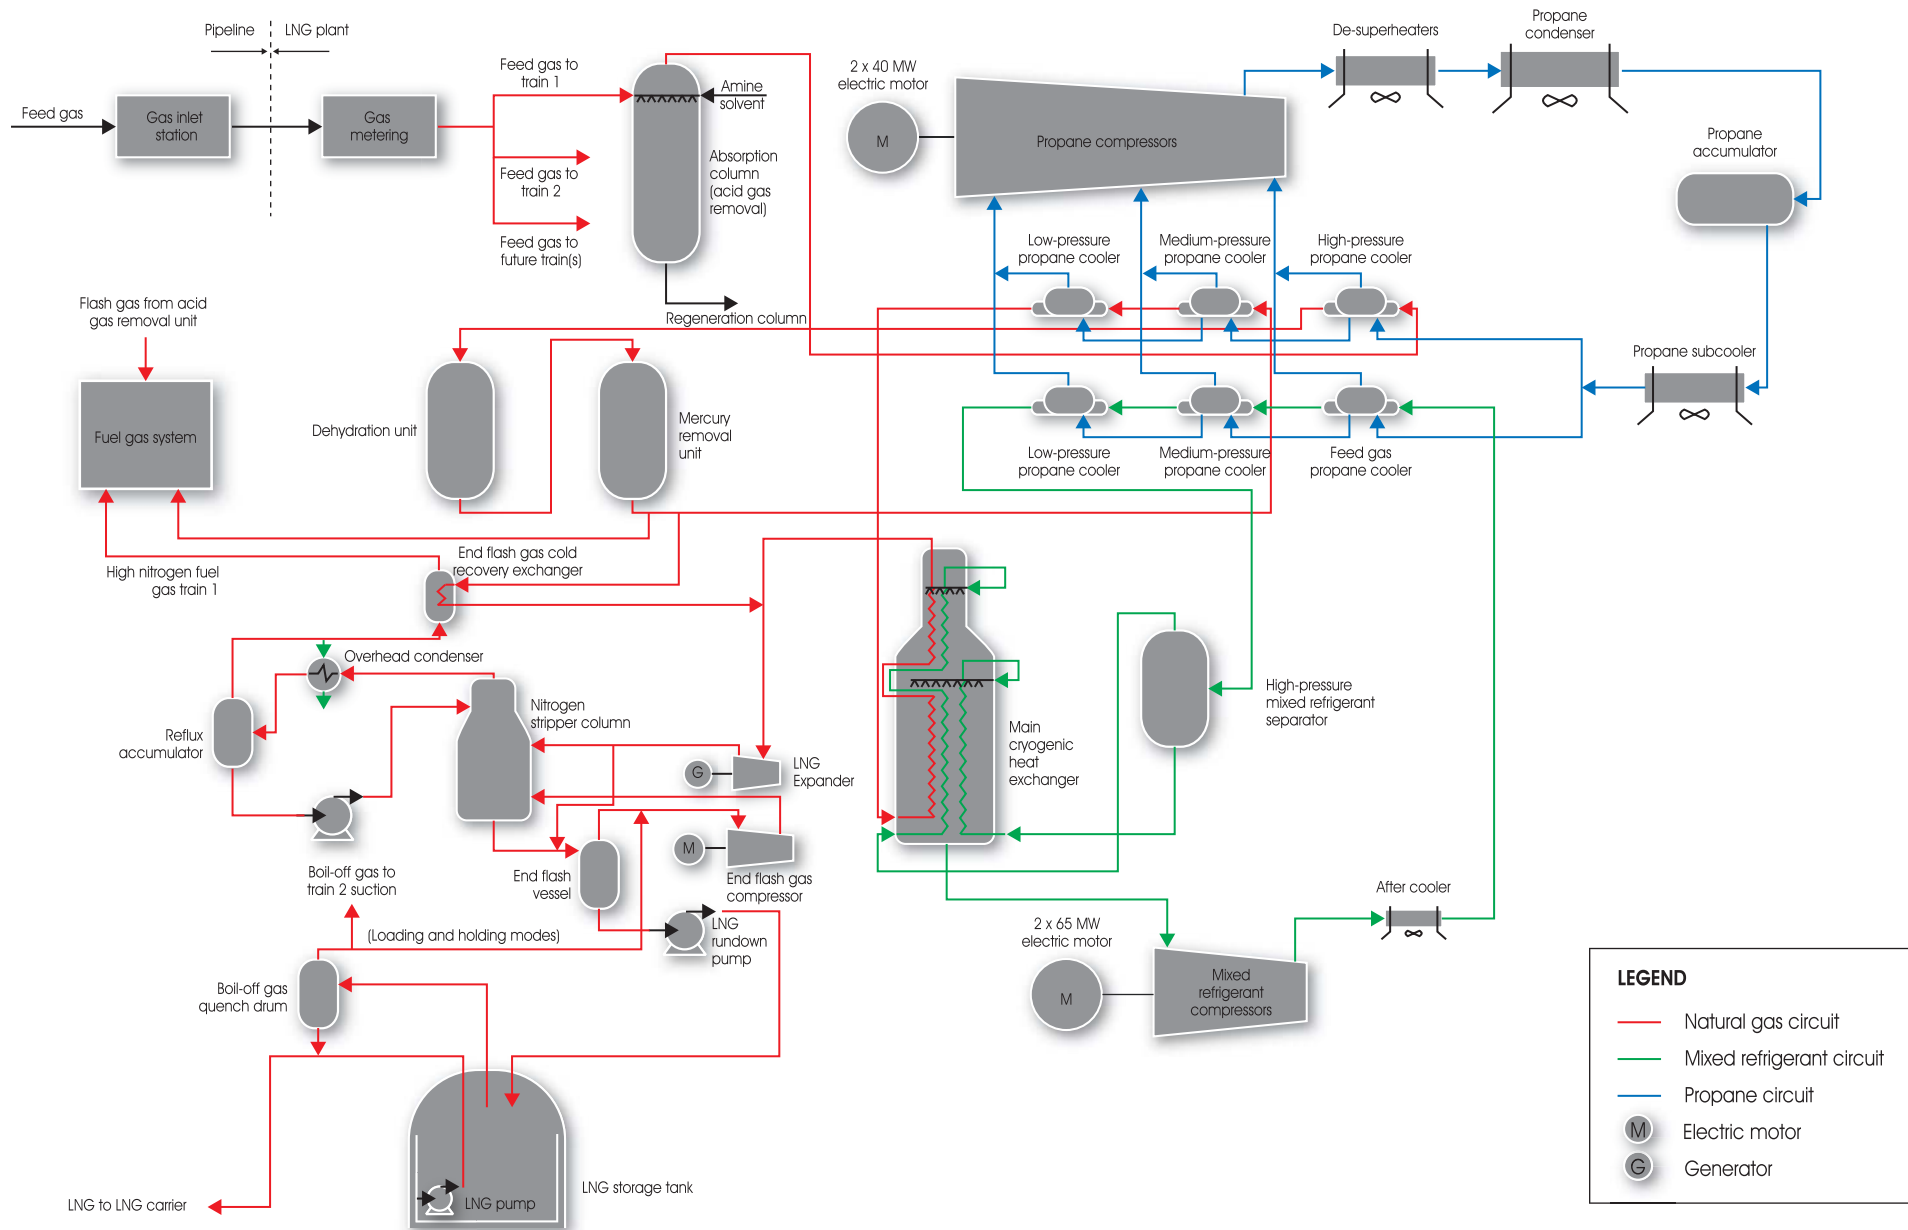 Pipeline
LNG plant
Feed gas
Gas inlet
station
Gas
metering
Feed gas to
train 1
Feed gas to
train 2
Feed gas to
future train(s)
Amine
solvent
Absorption
column
(acid gas
removal)
Regeneration column
2 x 40 MW
electric motor
M
Propane compressors
De-superheaters
Propane
condenser
Propane
accumulator
Propane subcooler
Low-pressure
propane cooler
Medium-pressure
propane cooler
High-pressure
propane cooler
Low-pressure
propane cooler
Medium-pressure
propane cooler
Feed gas
propane cooler
Flash gas from acid
gas removal unit
Fuel gas system
Dehydration unit
Mercury
removal
unit
High nitrogen fuel
gas train 1
End flash gas cold
recovery exchanger
Overhead condenser
Reflux
accumulator
Nitrogen
stripper column
G
LNG
Expander
M
End flash gas
compressor
End flash
vessel
LNG
rundown
pump
Boil-off gas to
train 2 suction
(Loading and holding modes)
Boil-off gas
quench drum
LNG to LNG carrier
LNG pump
LNG storage tank
Main
cryogenic
heat
exchanger
High-pressure
mixed refrigerant
separator
After cooler
2 x 65 MW
electric motor
M
Mixed
refrigerant
compressors
LEGEND
Natural gas circuit
Mixed refrigerant circuit
Propane circuit
M Electric motor
G Generator